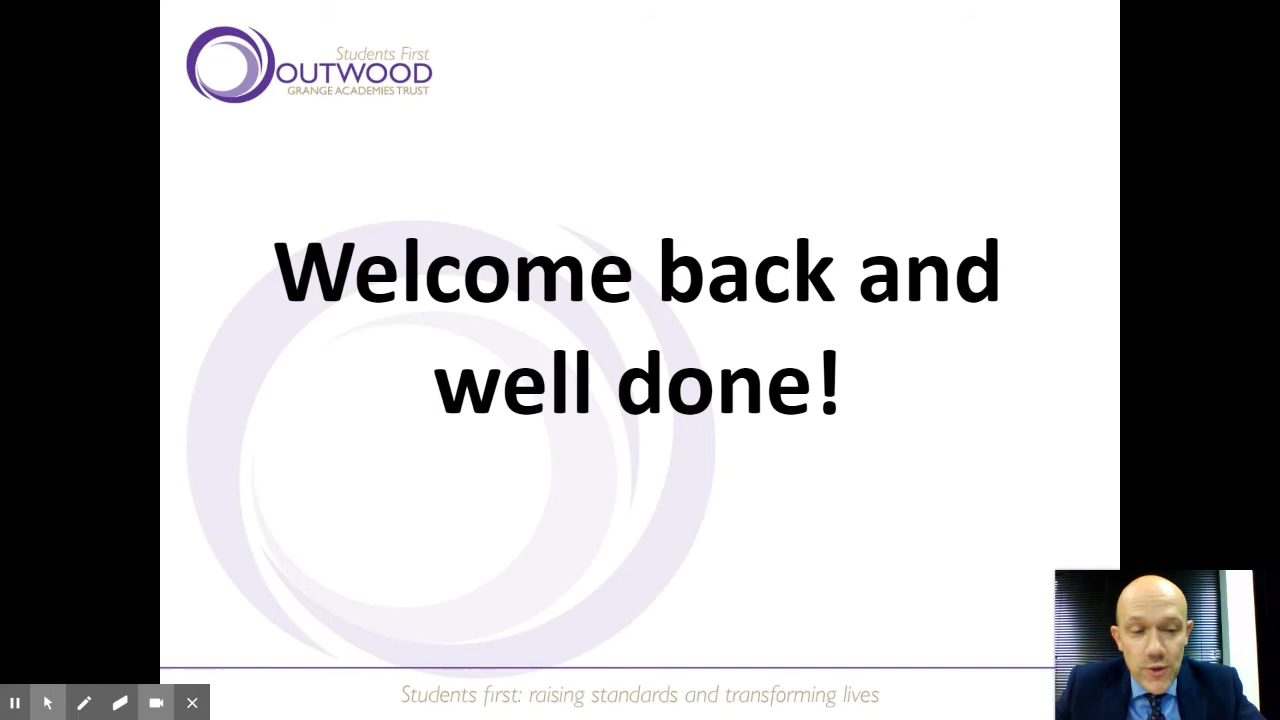 Students First
OUTWOOD
GRANGE ACADEMIES TRUST
Welcome back and
well done!
Students first: raising standards and transforming lives